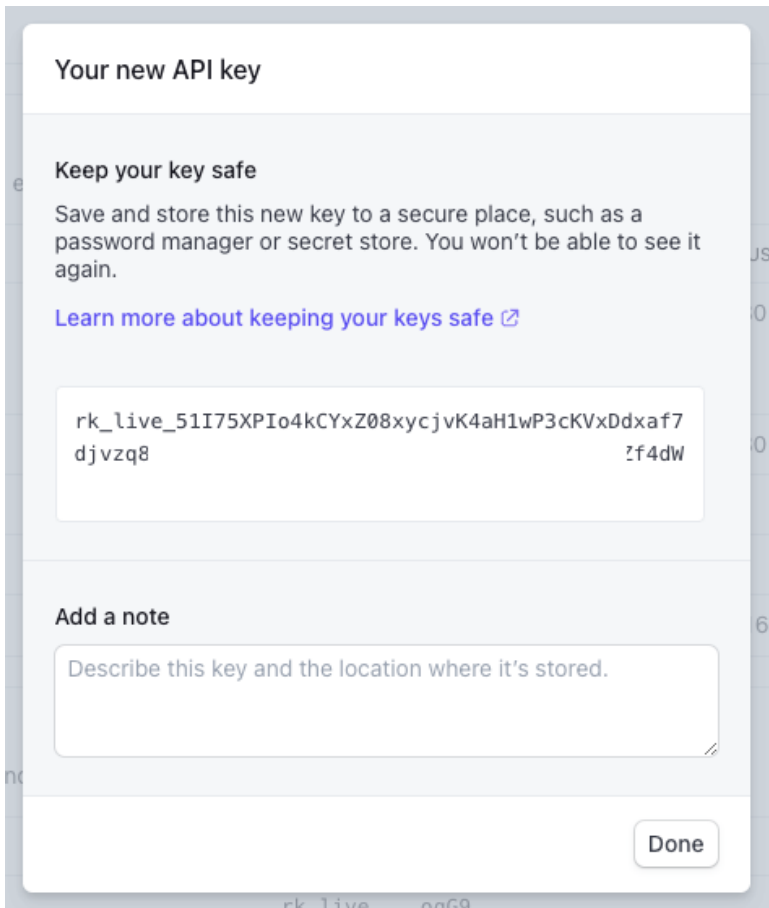 Your new API key
Keep your key safe
Save and store this new key to a secure place, such as a
password manager or secret store. You won’t be able to see it
again.
Learn more about keeping your keys safe
rk_live_51I75XPIo4kCYxZ08xycjvK4aH1wP3cKVxDdxaf7
djvzq8 f4dW
Add a note
Describe this key and the location where it’s stored.
Done